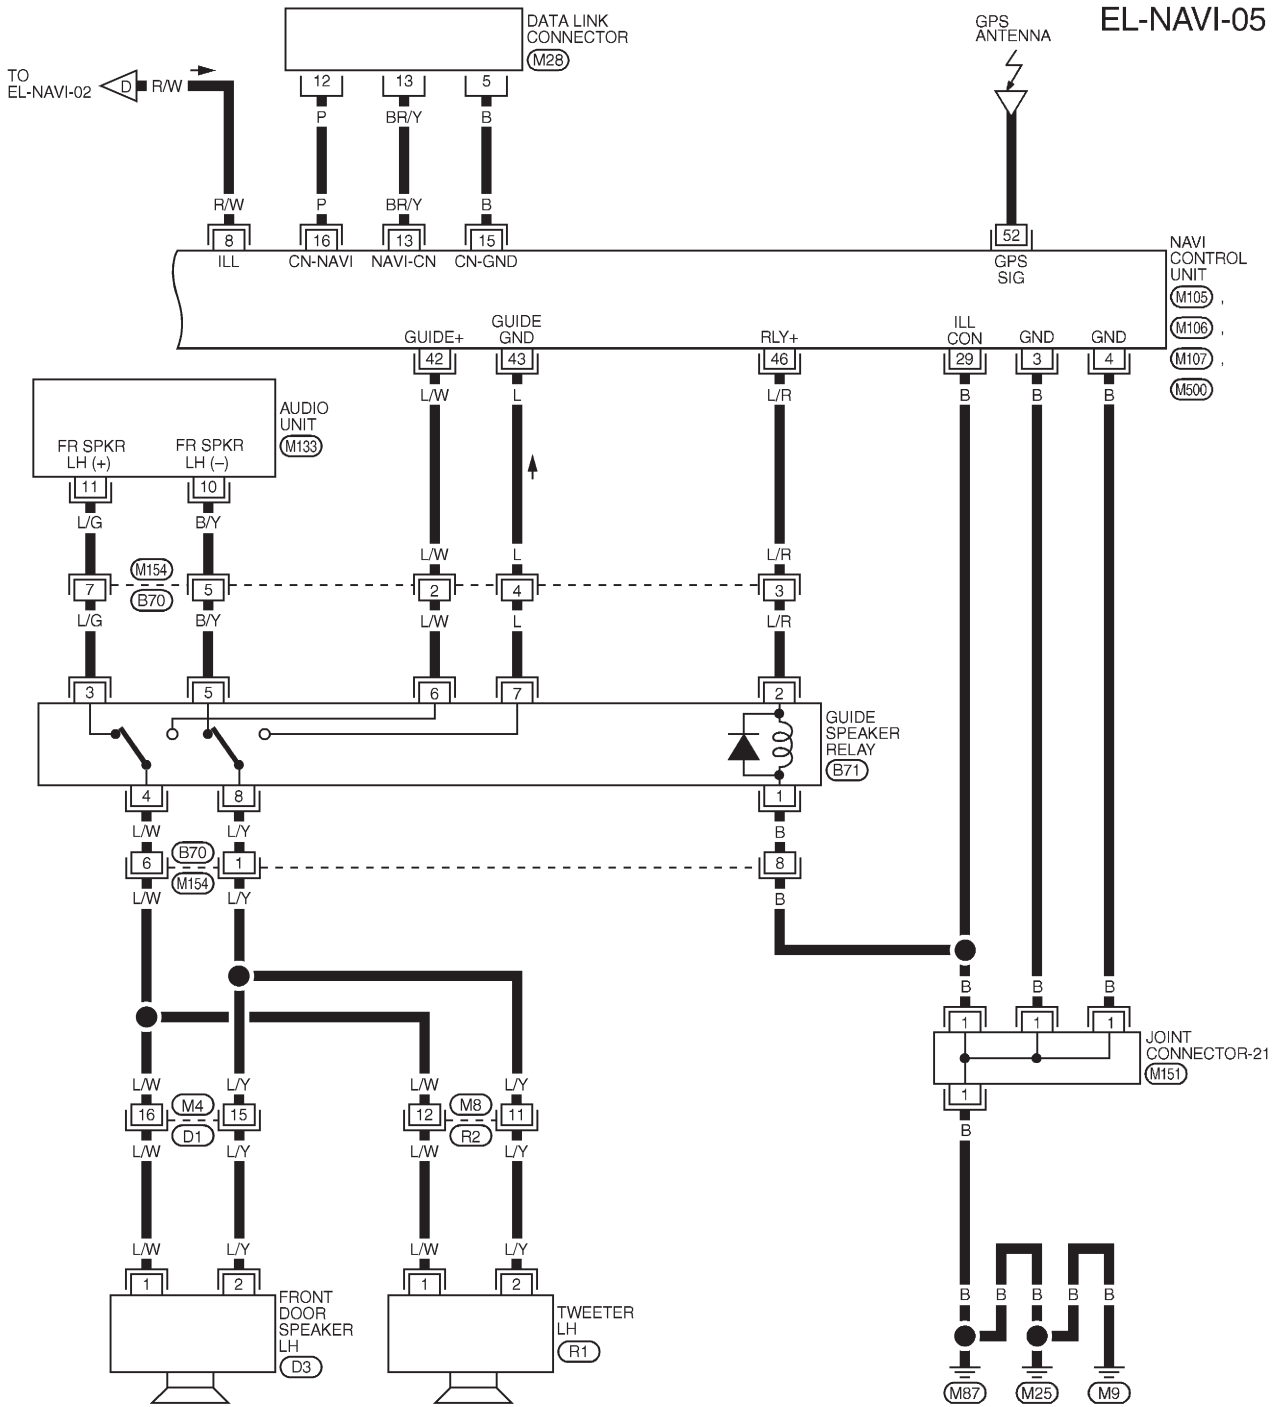 EL-NAVI-05
DATA LINK
CONNECTOR
M28
GPS
ANTENNA
TO
EL-NAVI-02
D
R/W
12
13
5
P
BR/Y
B
R/W
P
BR/Y
B
8
16
13
15
52
ILL
CN-NAVI
NAVI-CN
CN-GND
GPS
SIG
NAVI
CONTROL
UNIT
M105 ,
M106 ,
M107 ,
M500
GUIDE+
GUIDE
GND
RLY+
ILL
CON
GND
GND
42
43
46
29
3
4
L/W
L
L/R
B
B
B
AUDIO
UNIT
M133
FR SPKR
LH (+)
FR SPKR
LH (–)
11
10
L/G
B/Y
L/W
L
L/R
M154
B70
7
5
2
4
3
L/G
B/Y
L/W
L
L/R
3
5
6
7
2
GUIDE
SPEAKER
RELAY
B71
4
8
1
L/W
L/Y
B
B70
M154
6
1
8
L/W
L/Y
B
B
B
B
1
1
1
JOINT
CONNECTOR-21
M151
1
B
L/W
L/Y
L/W
L/Y
16
M4
D1
15
12
M8
R2
11
L/W
L/Y
L/W
L/Y
L/W
L/Y
L/W
L/Y
1
2
1
2
FRONT
DOOR
SPEAKER
LH
D3
TWEETER
LH
R1
B
B
B
B
B
M87
M25
M9